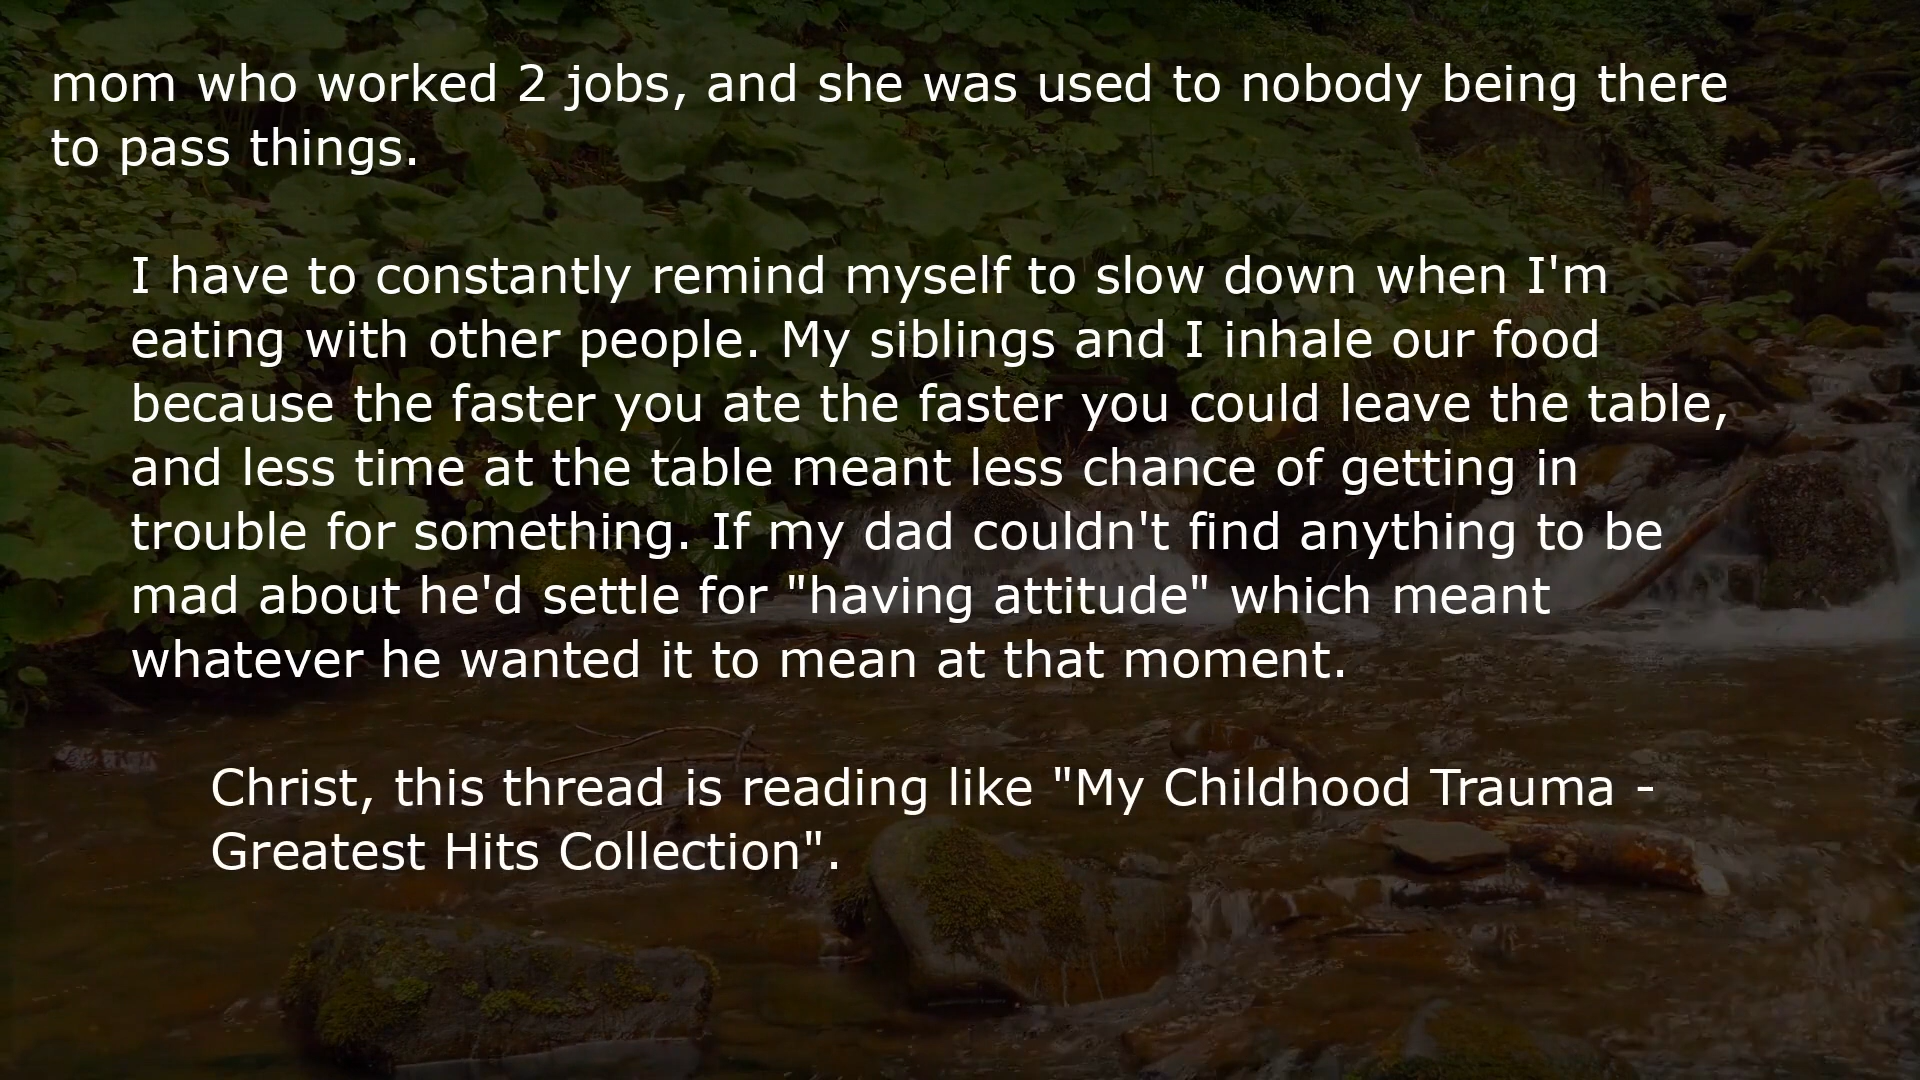 mom who worked 2 jobs, and she was used to nobody being there
to pass things.
I have to constantly remind myself to slow down when I'm
eating with other people. My siblings and I inhale our food
because the faster you ate the faster you could leave the table,
and less time at the table meant less chance of getting in
trouble for something. If my dad couldn't find anything to be
mad about he'd settle for "having attitude" which meant
whatever he wanted it to mean at that moment.
Christ, this thread is reading like "My Childhood Trauma -
Greatest Hits Collection".